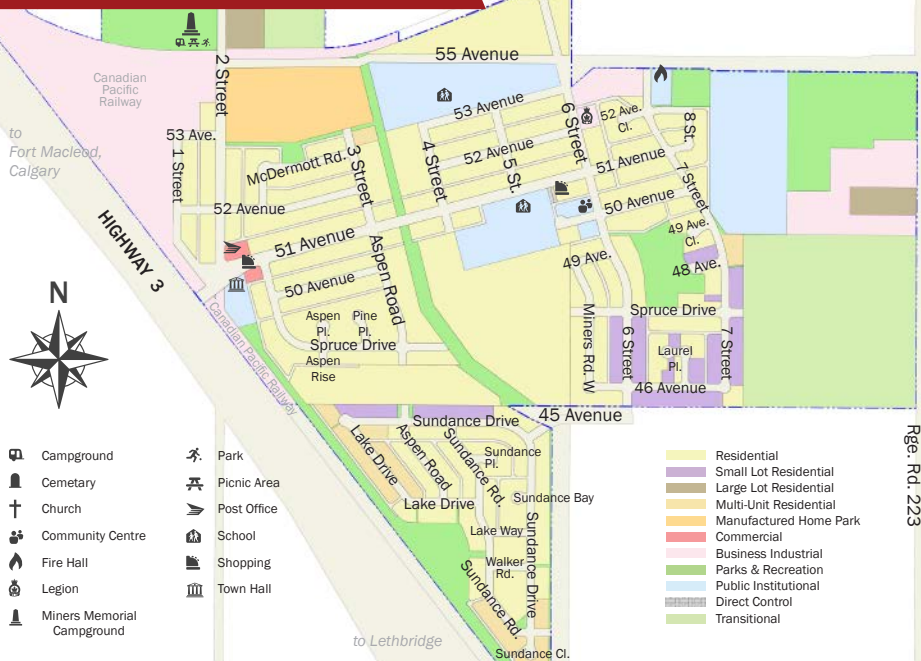 55 Avenue
2 Street
Canadian
Pacific
Railway
53 Avenue
6 Street
52 Ave.
Cl.
8 St.
to
Fort Macleod,
Calgary
53 Ave.
1 Street
McDermott Rd.
3 Street
4 Street
52 Avenue
5 St.
51 Avenue
7 Street
52 Avenue
50 Avenue
HIGHWAY 3
51 Avenue
Aspen Road
49 Ave.
Cl.
49 Ave.
48 Ave.
50 Avenue
N
Canadian Pacific Railway
Aspen
Pl.
Pine
Pl.
Spruce Drive
Aspen
Rise
Miners Rd. W
6 Street
Spruce Drive
Laurel
Pl.
7 Street
46 Avenue
45 Avenue
Sundance Drive
Lake Drive
Aspen Road
Sundance Rd.
Sundance
Pl.
Sundance Bay
Lake Drive
Lake Way
Sundance Drive
Walker
Rd.
Sundance Rd.
Sundance Cl.
to Lethbridge
Rge. Rd. 223
Campground
Cemetary
Church
Community Centre
Fire Hall
Legion
Miners Memorial
Campground
Park
Picnic Area
Post Office
School
Shopping
Town Hall
Residential
Small Lot Residential
Large Lot Residential
Multi-Unit Residential
Manufactured Home Park
Commercial
Business Industrial
Parks & Recreation
Public Institutional
Direct Control
Transitional